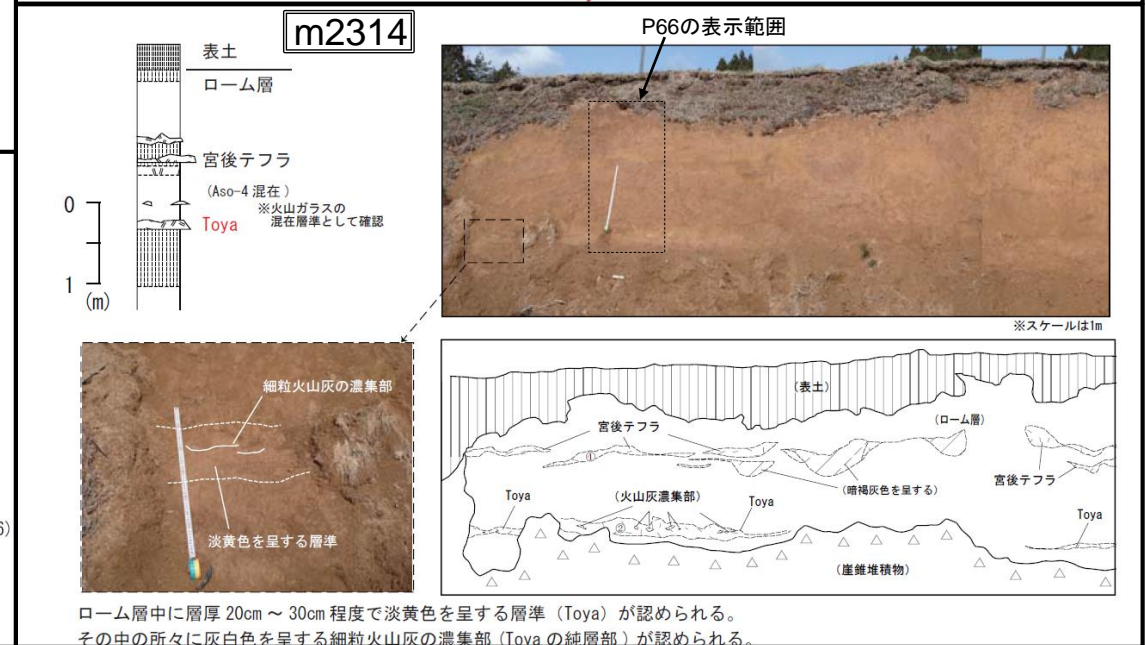 m2314
P66の表示範囲
表土
ローム層
宮後テフラ
(Aso-4 混在)
※火山ガラスの
混在層準として確認
Toya
0
1
(m)
※スケールは1m
細粒火山灰の濃集部
淡黄色を呈する層準
(表土)
(ローム層)
宮後テフラ
①
(暗褐灰色を呈する)
宮後テフラ
Toya
(火山灰濃集部)
②
Toya
Toya
(崖錐堆積物)
6)
ローム層中に層厚 20cm ～ 30cm 程度で淡黄色を呈する層準（Toya）が認められる。
その中の所々に灰白色を呈する細粒火山灰の濃集部（Toya の純層部）が認められる。